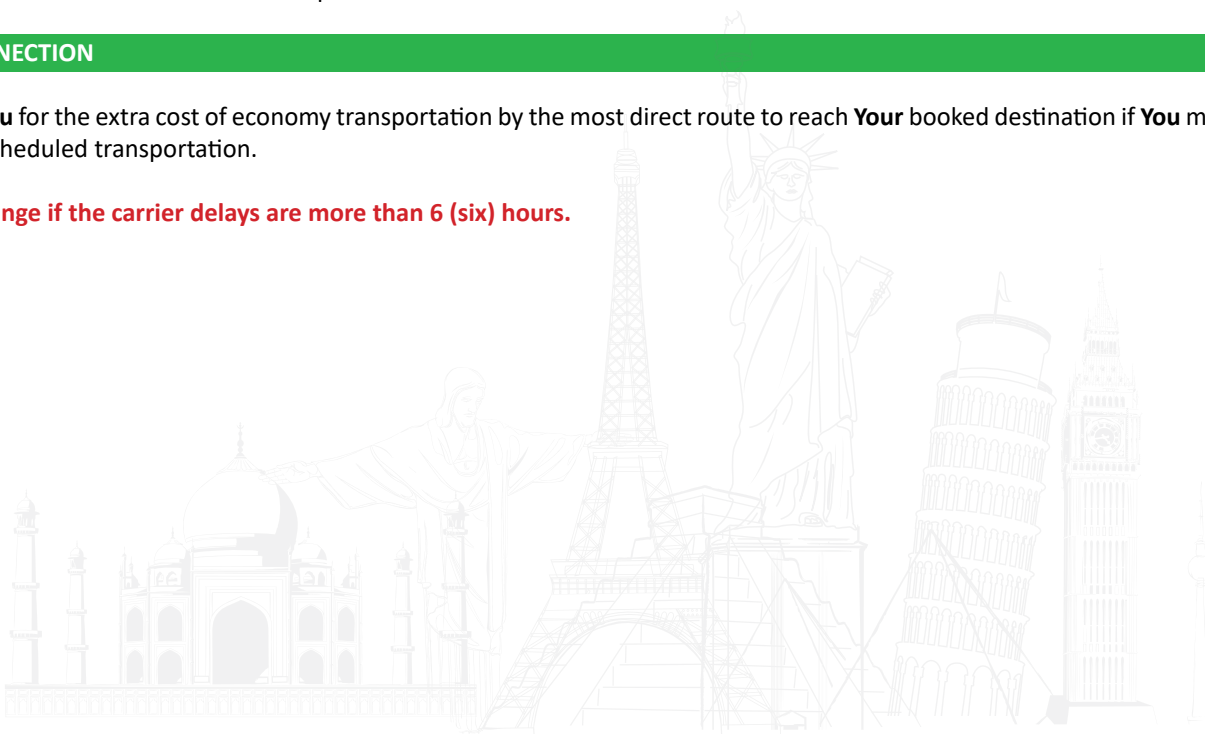 NECTION
u for the extra cost of economy transportation by the most direct route to reach Your booked destination if You m
heduled transportation.
nge if the carrier delays are more than 6 (six) hours.